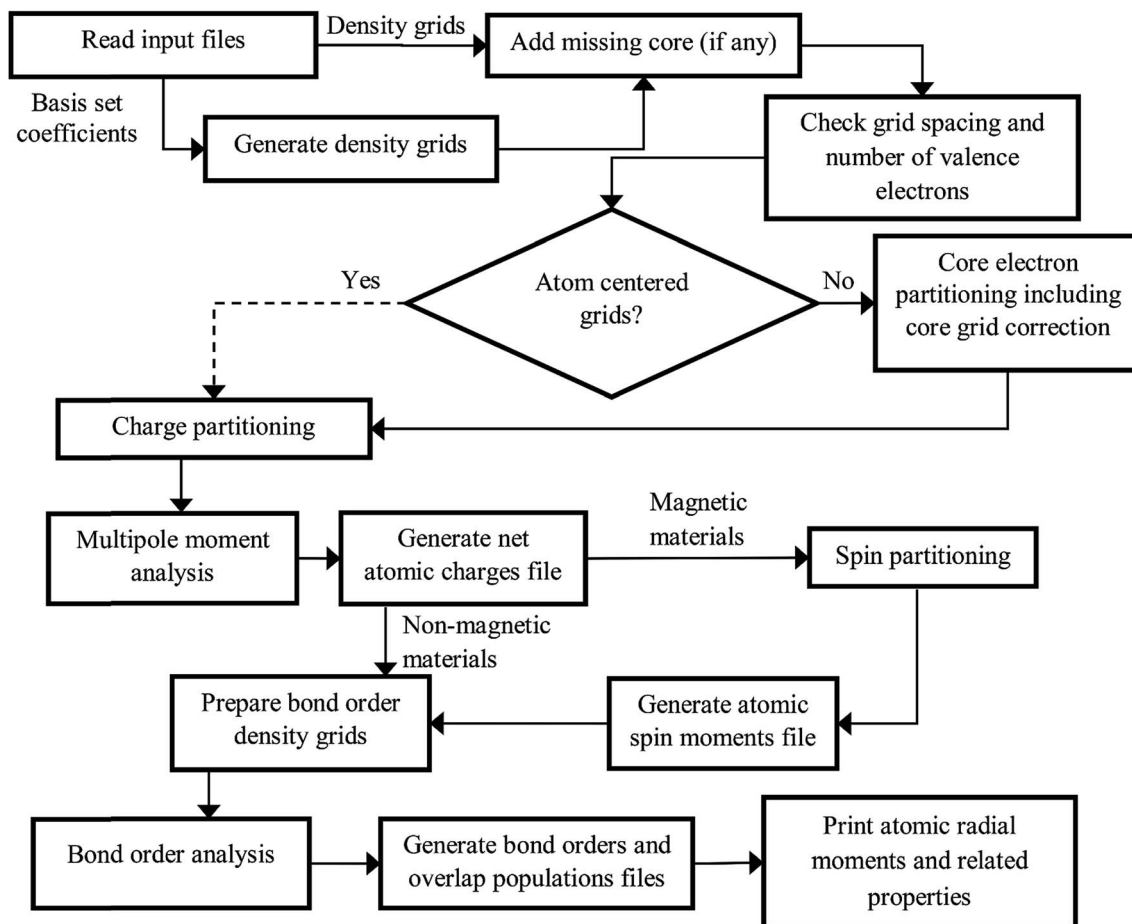 Read input files
Density grids
Add missing core (if any)
Basis set
coefficients
Generate density grids
Check grid spacing and
number of valence
electrons
Atom centered
grids?
Yes
No
Core electron
partitioning including
core grid correction
Charge partitioning
Multipole moment
analysis
Generate net
atomic charges file
Magnetic
materials
Spin partitioning
Non-magnetic
materials
Prepare bond order
density grids
Generate atomic
spin moments file
Bond order analysis
Generate bond orders and
overlap populations files
Print atomic radial
moments and related
properties